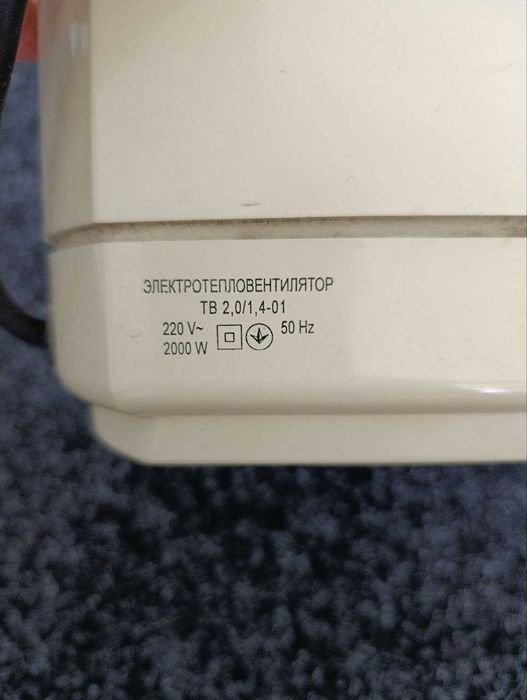 ЭЛЕКТРОТЕПЛОВЕНТИЛЯТОР
ТВ 2,0/1,4-01
220 V~ 50 Hz
2000 W